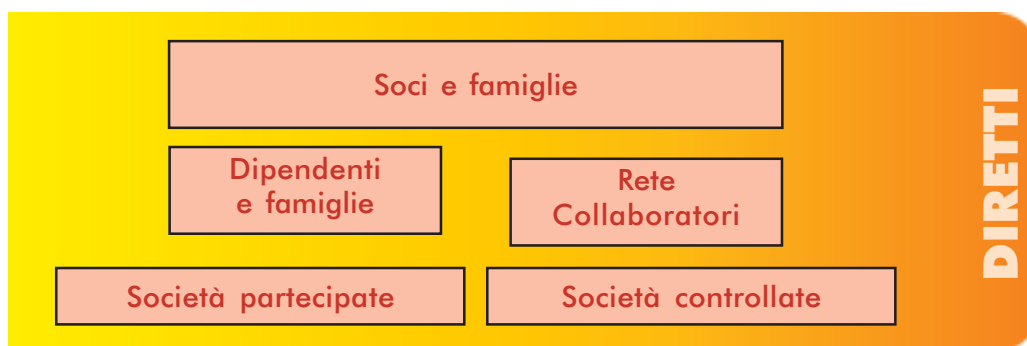 Soci e famiglie
Dipendenti
e famiglie
Rete
Collaboratori
Società partecipate
Società controllate
DIRETTI